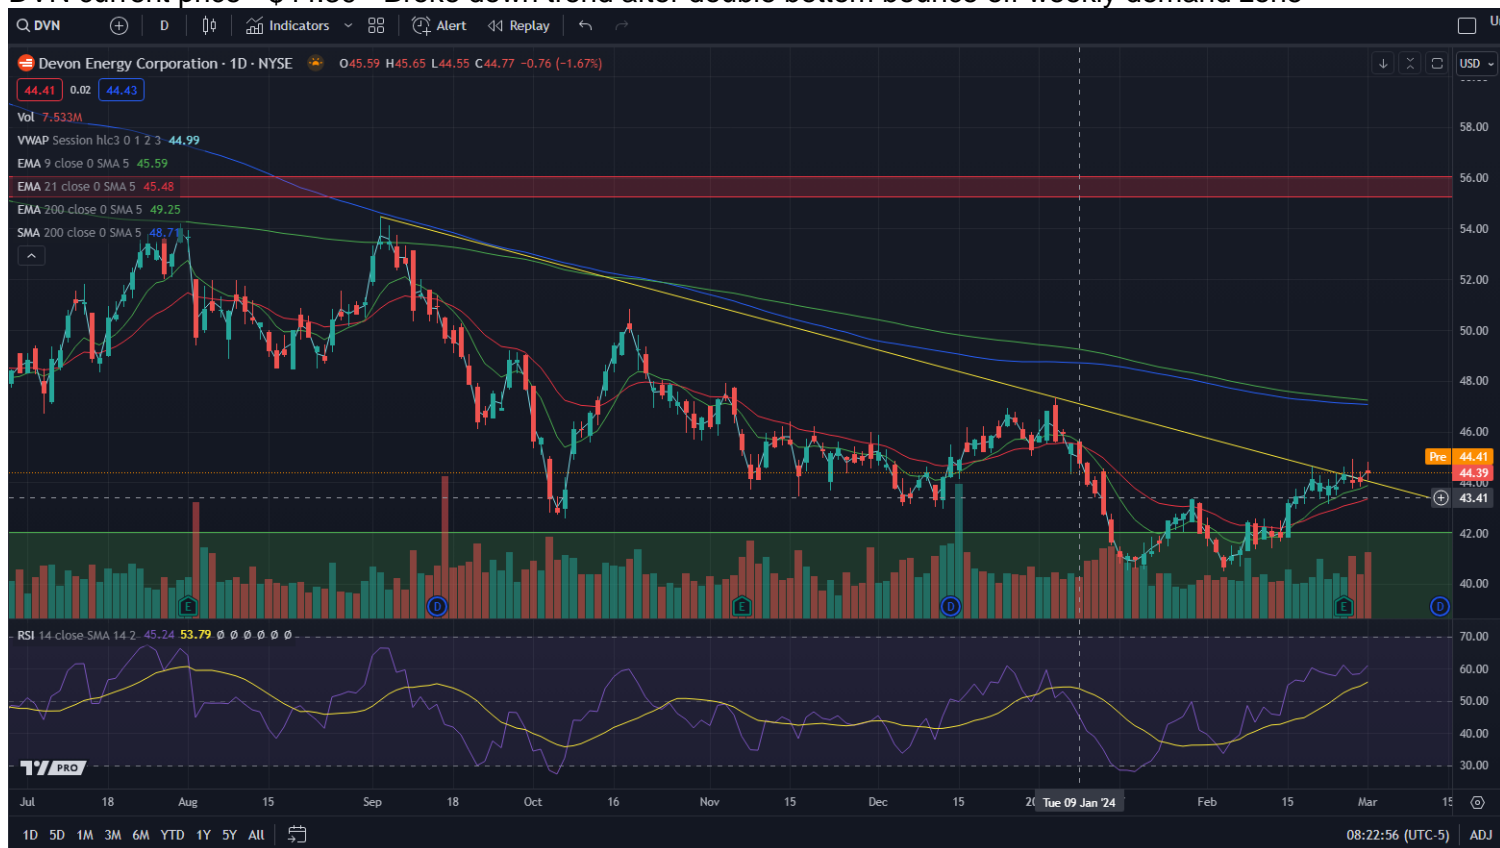 DVN D Indicators Alert Replay
Devon Energy Corporation · 1D · NYSE O45.59 H45.65 L44.55 C44.77 −0.76 (−1.67%)
USD
44.41 0.02 44.43
Vol 7.533M
VWAP Session hlc3 0 1 2 3 44.99
EMA 9 close 0 SMA 5 45.59
EMA 21 close 0 SMA 5 45.48
EMA 200 close 0 SMA 5 49.25
SMA 200 close 0 SMA 5 48.71
58.00
56.00
54.00
52.00
50.00
48.00
46.00
Pre 44.41
44.39
44.00
43.41
42.00
40.00
E D E D E D
RSI 14 close SMA 14 2 45.24 53.79 Ø Ø Ø Ø Ø Ø
70.00
60.00
50.00
40.00
30.00
PRO
Jul 18 Aug 15 Sep 18 Oct 16 Nov 15 Dec 15 Tue 09 Jan '24 Feb 15 Mar
1D 5D 1M 3M 6M YTD 1Y 5Y All 08:22:56 (UTC-5) ADJ